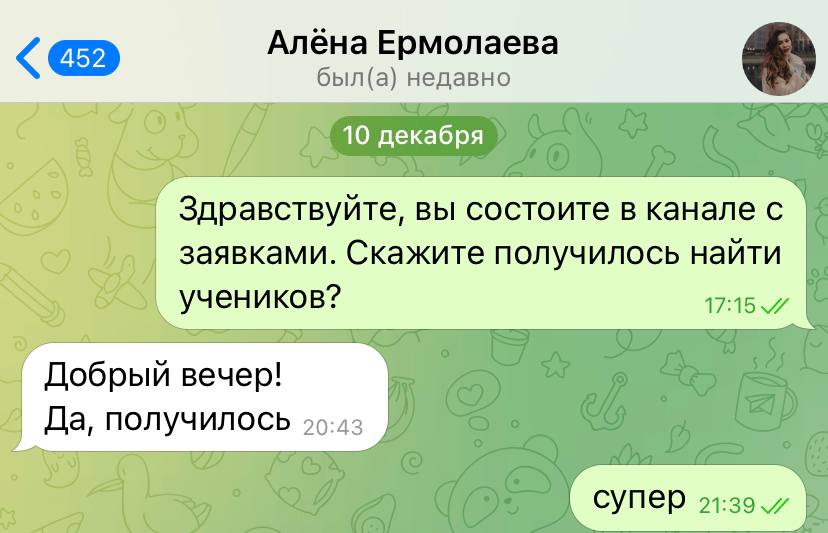 452
Алёна Ермолаева
был(а) недавно
10 декабря
Здравствуйте, вы состоите в канале с
заявками. Скажите получилось найти
учеников?
17:15
Добрый вечер!
Да, получилось 20:43
супер 21:39